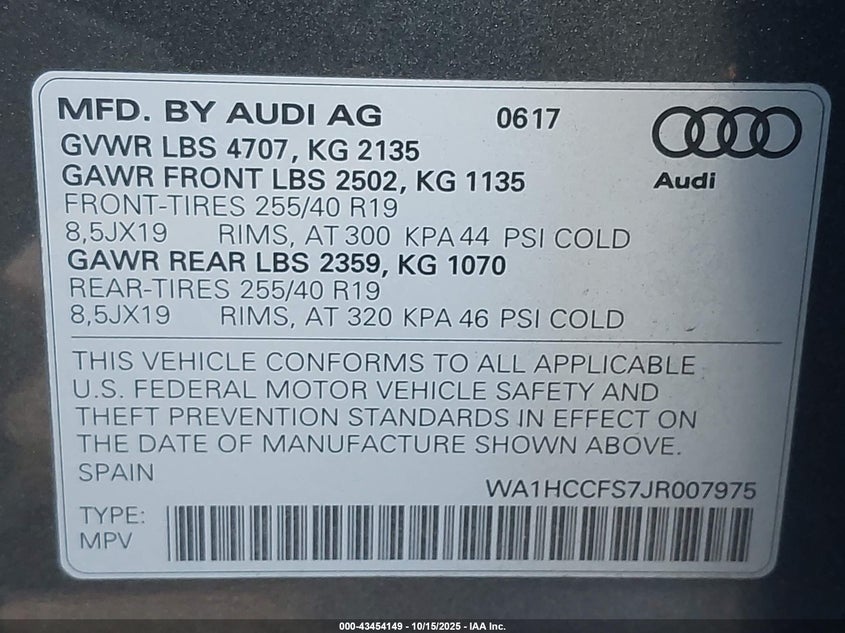 MFD. BY AUDI AG 0617
GVWR LBS 4707, KG 2135
GAWR FRONT LBS 2502, KG 1135
Audi
FRONT-TIRES 255/40 R19
8,5JX19 RIMS, AT 300 KPA 44 PSI COLD
GAWR REAR LBS 2359, KG 1070
REAR-TIRES 255/40 R19
8,5JX19 RIMS, AT 320 KPA 46 PSI COLD
THIS VEHICLE CONFORMS TO ALL APPLICABLE
U.S. FEDERAL MOTOR VEHICLE SAFETY AND
THEFT PREVENTION STANDARDS IN EFFECT ON
THE DATE OF MANUFACTURE SHOWN ABOVE.
SPAIN
WA1HCCFS7JR007975
TYPE:
MPV
000-43454149 - 10/15/2025 - IAA Inc.